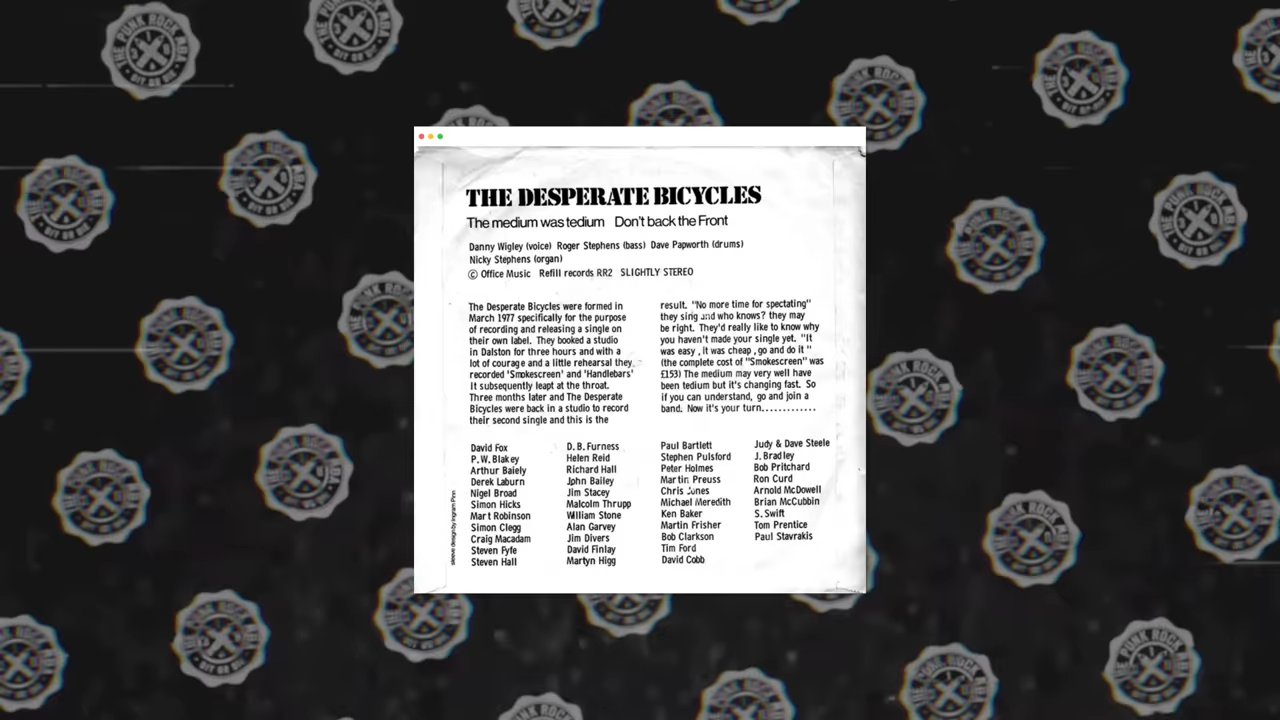 THE DESPERATE BICYCLES
The medium was tedium Don't back the Front
Danny Wigley (voice) Roger Stephens (bass) Dave Papworth (drums)
Nicky Stephens (organ)
© Office Music Refill records RR2 SLIGHTLY STEREO
The Desperate Bicycles were formed in
March 1977 specifically for the purpose
of recording and releasing a single on
their own label. They booked a studio
in Dalston for three hours and with a
lot of courage and a little rehearsal they
recorded 'Smokescreen' and 'Handlebars'
It subsequently leapt at the throat.
Three months later and The Desperate
Bicycles were back in a studio to record
their second single and this is the
result. "No more time for spectating"
they sing and who knows? they may
be right. They'd really like to know why
you haven't made your single yet. "It
was easy , it was cheap , go and do it "
(the complete cost of "Smokescreen" was
£153) The medium may very well have
been tedium but it's changing fast. So
if you can understand, go and join a
band. Now it's your turn.............
David Fox
P.W. Blakey
Arthur Baiely
Derek Laburn
Nigel Broad
Simon Hicks
Mart Robinson
Simon Clegg
Craig Macadam
Steven Fyfe
Steven Hall
D.B. Furness
Helen Reid
Richard Hall
John Bailey
Jim Stacey
Malcolm Thrupp
William Stone
Alan Garvey
Jim Divers
David Finlay
Martyn Higg
Paul Bartlett
Stephen Pulsford
Peter Holmes
Martin Preuss
Chris Jones
Michael Meredith
Ken Baker
Martin Frisher
Bob Clarkson
Tim Ford
David Cobb
Judy & Dave Steele
J. Bradley
Bob Pritchard
Ron Curd
Arnold McDowell
Brian McCubbin
S. Swift
Tom Prentice
Paul Stavrakis
sleeve design by Ingram Pinn
THE PUNK ROCK ABA
DIY OR DIE